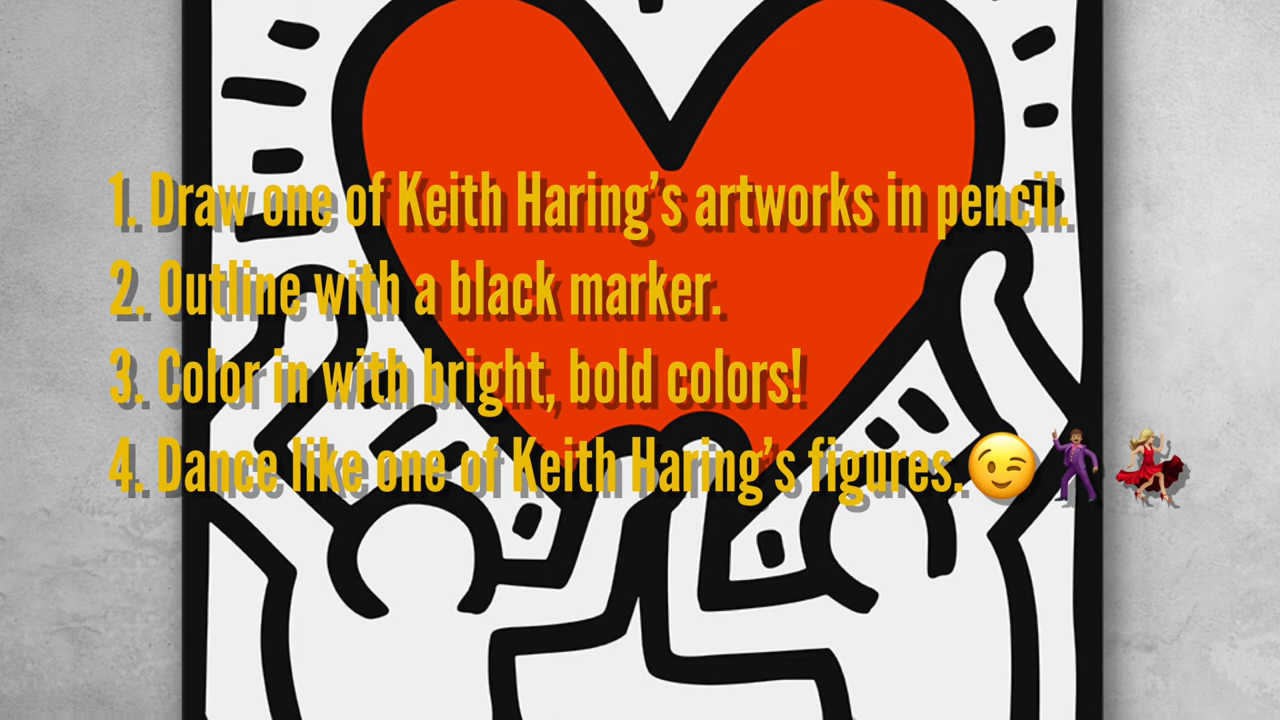 1. Draw one of Keith Haring’s artworks in pencil.
2. Outline with a black marker.
3. Color in with bright, bold colors!
4. Dance like one of Keith Haring’s figures.😉🕺🏽💃🏼